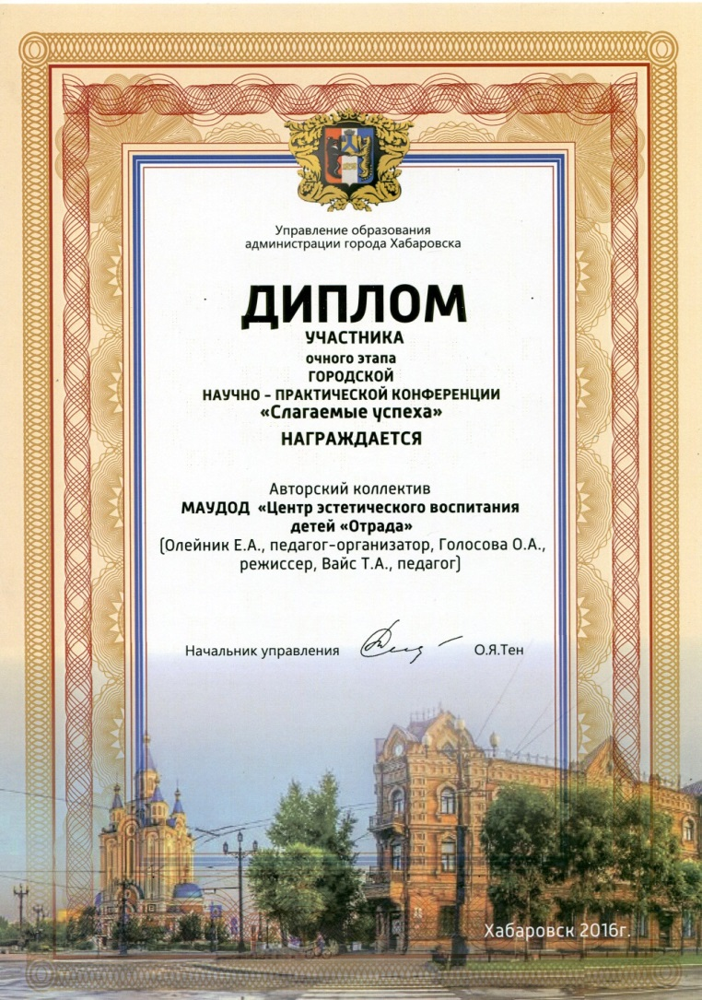 Управление образования
администрации города Хабаровска
ДИПЛОМ
УЧАСТНИКА
очного этапа
ГОРОДСКОЙ
НАУЧНО – ПРАКТИЧЕСКОЙ КОНФЕРЕНЦИИ
«Слагаемые успеха»
НАГРАЖДАЕТСЯ
Авторский коллектив
МАУДОД «Центр эстетического воспитания
детей «Отрада»
(Олейник Е.А., педагог-организатор, Голосова О.А.,
режиссер, Вайс Т.А., педагог)
Начальник управления О.Я.Тен
Хабаровск 2016г.